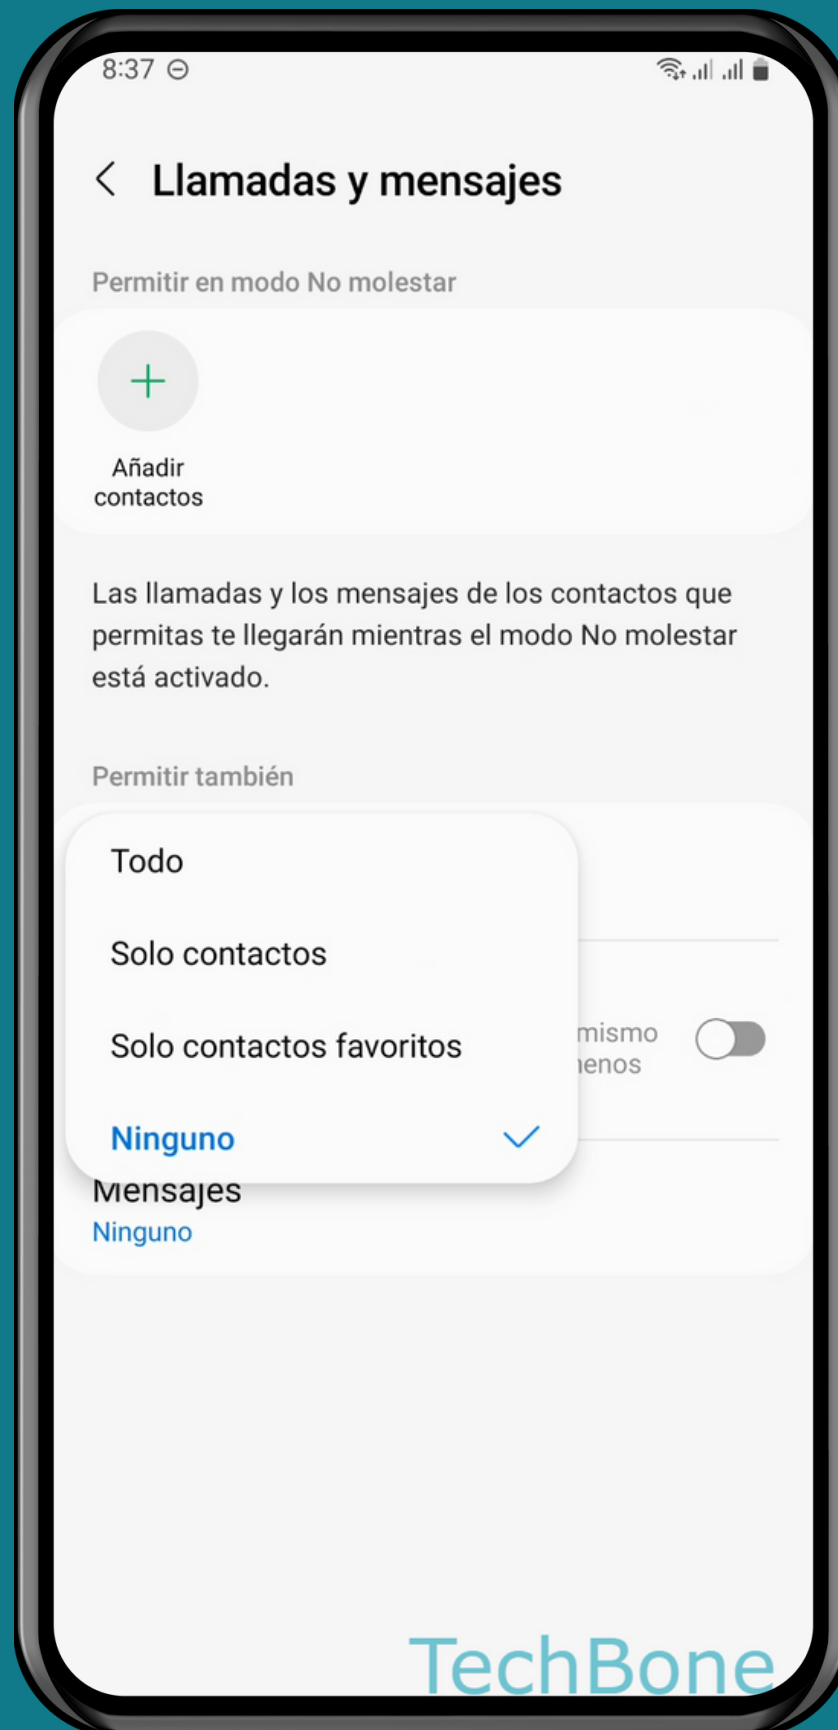 8:37
Llamadas y mensajes
Permitir en modo No molestar
Añadir
contactos
Las llamadas y los mensajes de los contactos que
permitas te llegarán mientras el modo No molestar
está activado.
Permitir también
Todo
Solo contactos
Solo contactos favoritos
mismo
Ninguno
Mensajes
Ninguno
TechBone